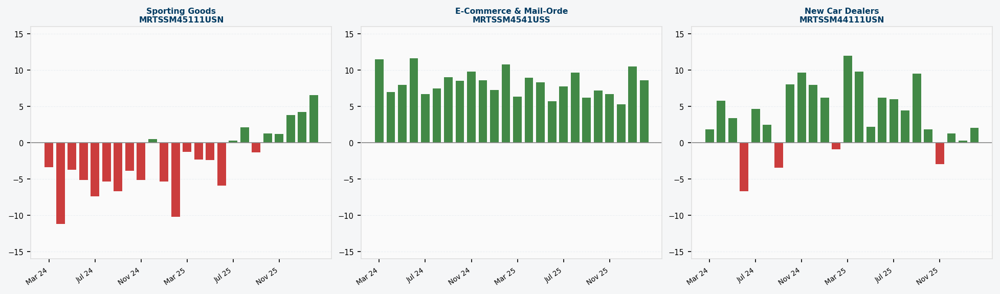 Sporting Goods
MRTSSM45111USN
15
10
5
0
−5
−10
−15
Mar 24
Jul 24
Nov 24
Mar 25
Jul 25
Nov 25
E-Commerce & Mail-Orde
MRTSSM4541USS
15
10
5
0
−5
−10
−15
Mar 24
Jul 24
Nov 24
Mar 25
Jul 25
Nov 25
New Car Dealers
MRTSSM44111USN
15
10
5
0
−5
−10
−15
Mar 24
Jul 24
Nov 24
Mar 25
Jul 25
Nov 25